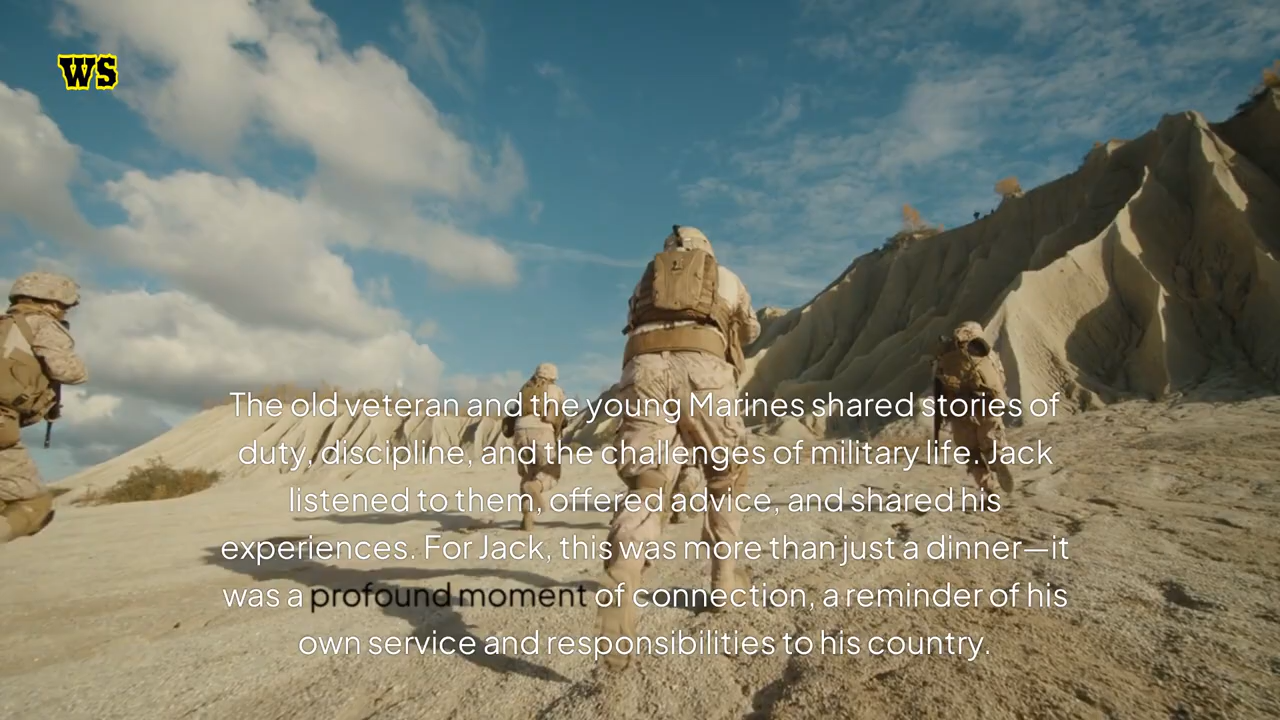 WS
The old veteran and the young Marines shared stories of
duty, discipline, and the challenges of military life. Jack
listened to them, offered advice, and shared his
experiences. For Jack, this was more than just a dinner—it
was a profound moment of connection, a reminder of his
own service and responsibilities to his country.